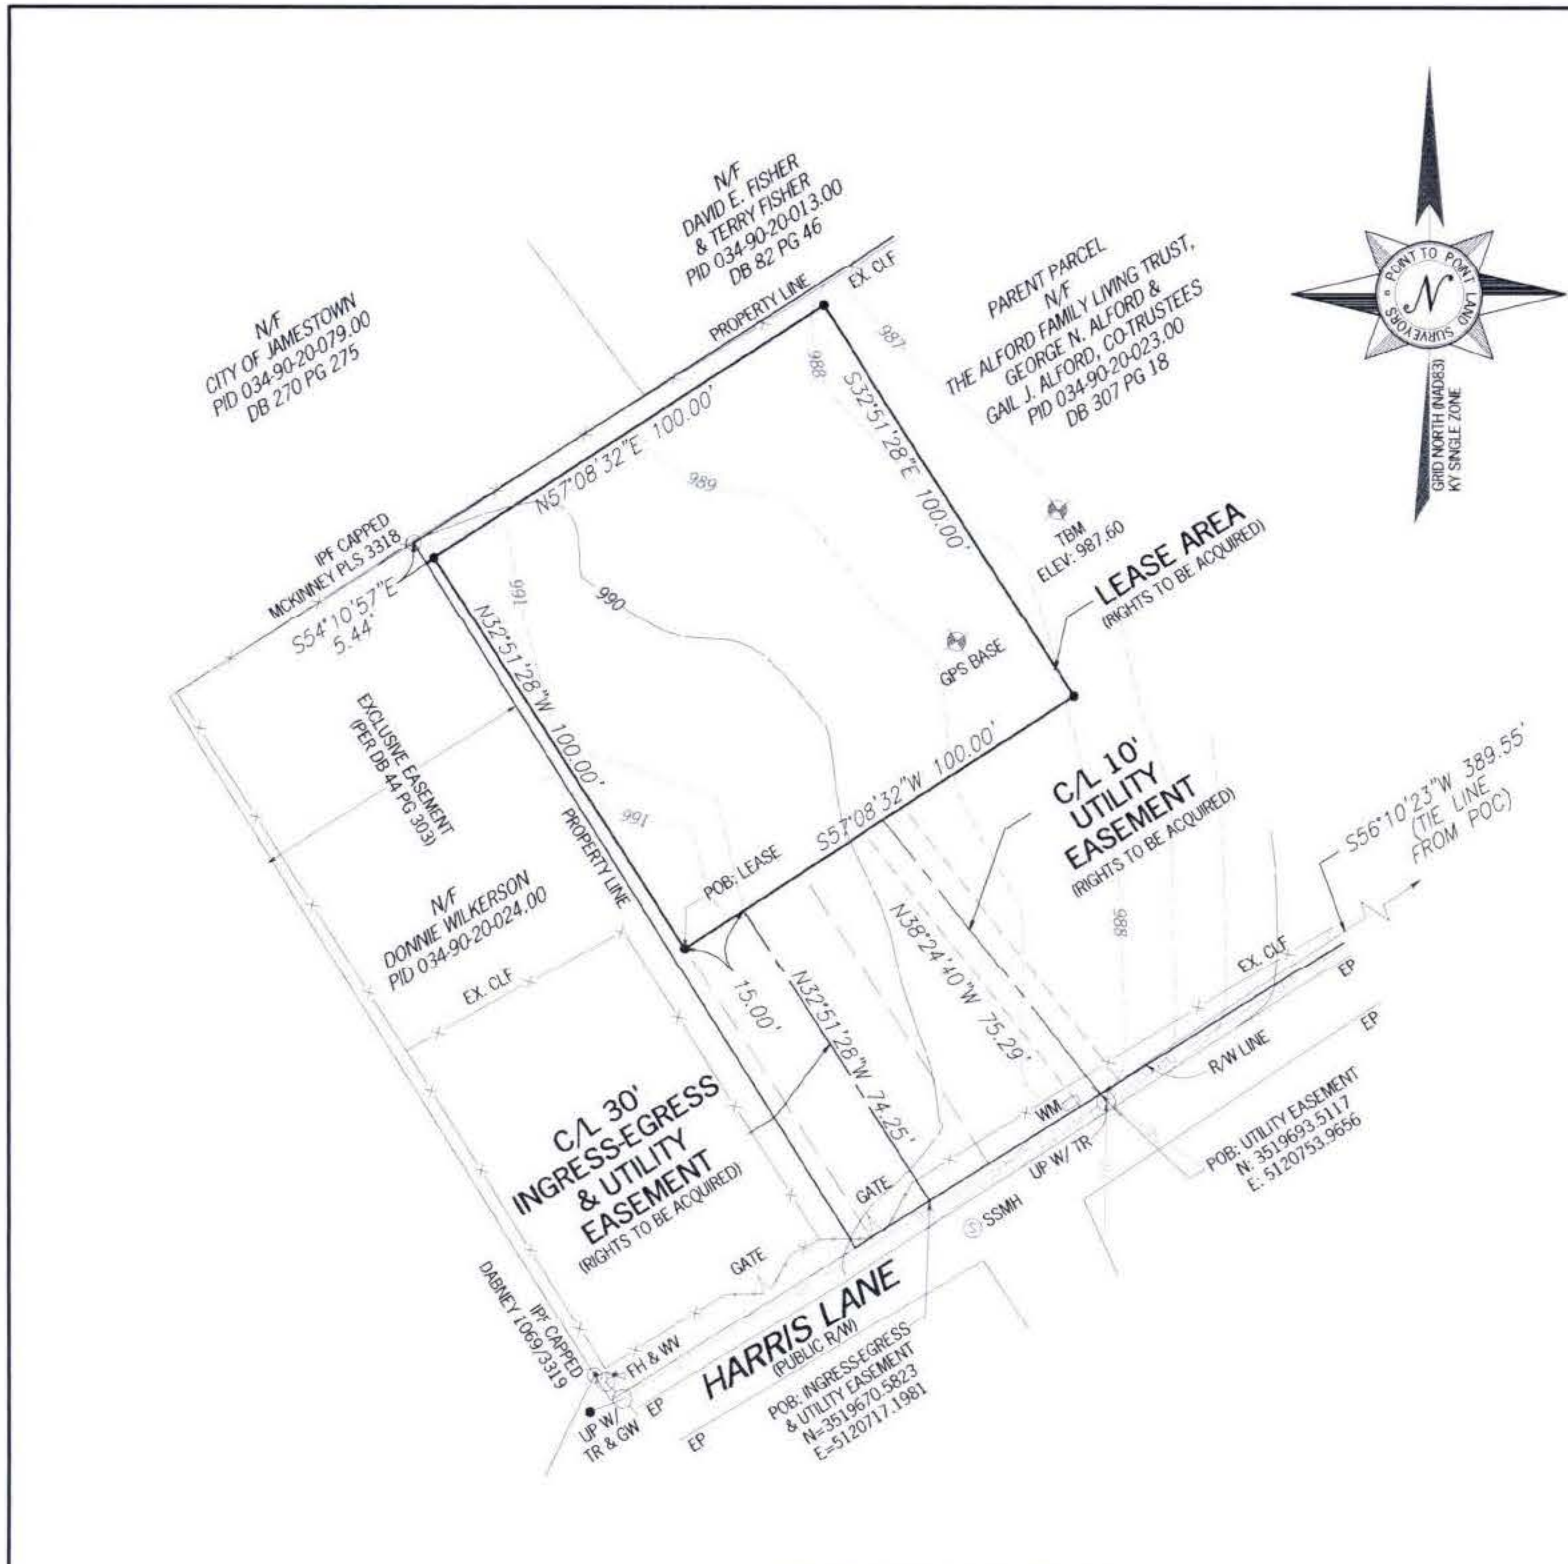 N/F
DAVID E. FISHER
& TERRY FISHER
PID 034-90-20-013.00
DB 82 PG 46
N/F
CITY OF JAMESTOWN
PID 034-90-20-079.00
DB 270 PG 275
PROPERTY LINE
EX. CLF
PARENT PARCEL
N/F
THE ALFORD FAMILY LIVING TRUST,
GEORGE N. ALFORD &
GAIL J. ALFORD, CO-TRUSTEES
PID 034-90-20-023.00
DB 307 PG 18
POINT TO POINT LAND SURVEYORS
N
GRID NORTH (NAD83)
KY SINGLE ZONE
987
988
S32°51'28"E 100.00'
N57°08'32"E 100.00'
989
TBM
ELEV: 987.60
LEASE AREA
(RIGHTS TO BE ACQUIRED)
IPF CAPPED
MCKINNEY PLS 3318
S54°10'57"E
5.44'
991
990
N32°51'28"W 100.00'
GPS BASE
EXCLUSIVE EASEMENT
(PER DB 44 PG 303)
PROPERTY LINE
991
S57°08'32"W 100.00'
POB: LEASE
C/L 10'
UTILITY
EASEMENT
(RIGHTS TO BE ACQUIRED)
S56°10'23"W 389.55'
(TIE LINE
FROM POC)
N/F
DONNIE WILKERSON
PID 034-90-20-024.00
EX. CLF
15.00'
N32°51'28"W 74.25'
N38°24'40"W 75.29'
988
EX. CLF
EP
EP
R/W LINE
WM
UP W/ TR
POB: UTILITY EASEMENT
N: 3519693.5117
E: 5120753.9656
C/L 30'
INGRESS-EGRESS
& UTILITY
EASEMENT
(RIGHTS TO BE ACQUIRED)
GATE
GATE
SSMH
S
HARRIS LANE
(PUBLIC R/W)
IPF CAPPED
DABNEY 1069/3319
FH & WV
UP W/
TR & GW
EP
EP
POB: INGRESS-EGRESS
& UTILITY EASEMENT
N=3519670.5823
E=5120717.1981